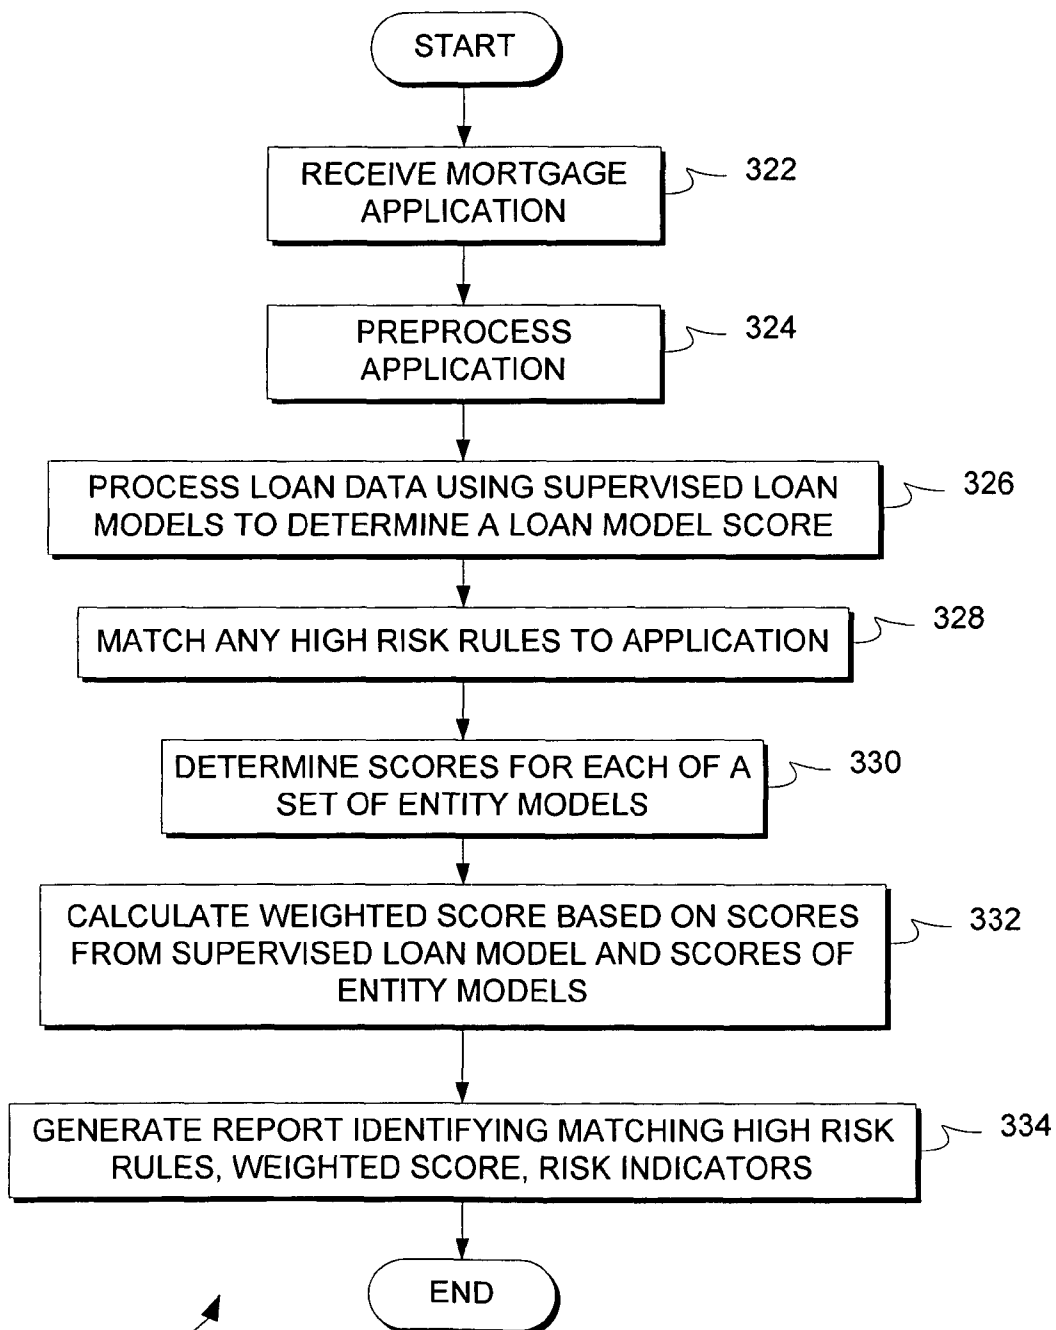 START
RECEIVE MORTGAGE
APPLICATION
322
PREPROCESS
APPLICATION
324
PROCESS LOAN DATA USING SUPERVISED LOAN
MODELS TO DETERMINE A LOAN MODEL SCORE
326
MATCH ANY HIGH RISK RULES TO APPLICATION
328
DETERMINE SCORES FOR EACH OF A
SET OF ENTITY MODELS
330
CALCULATE WEIGHTED SCORE BASED ON SCORES
FROM SUPERVISED LOAN MODEL AND SCORES OF
ENTITY MODELS
332
GENERATE REPORT IDENTIFYING MATCHING HIGH RISK
RULES, WEIGHTED SCORE, RISK INDICATORS
334
END